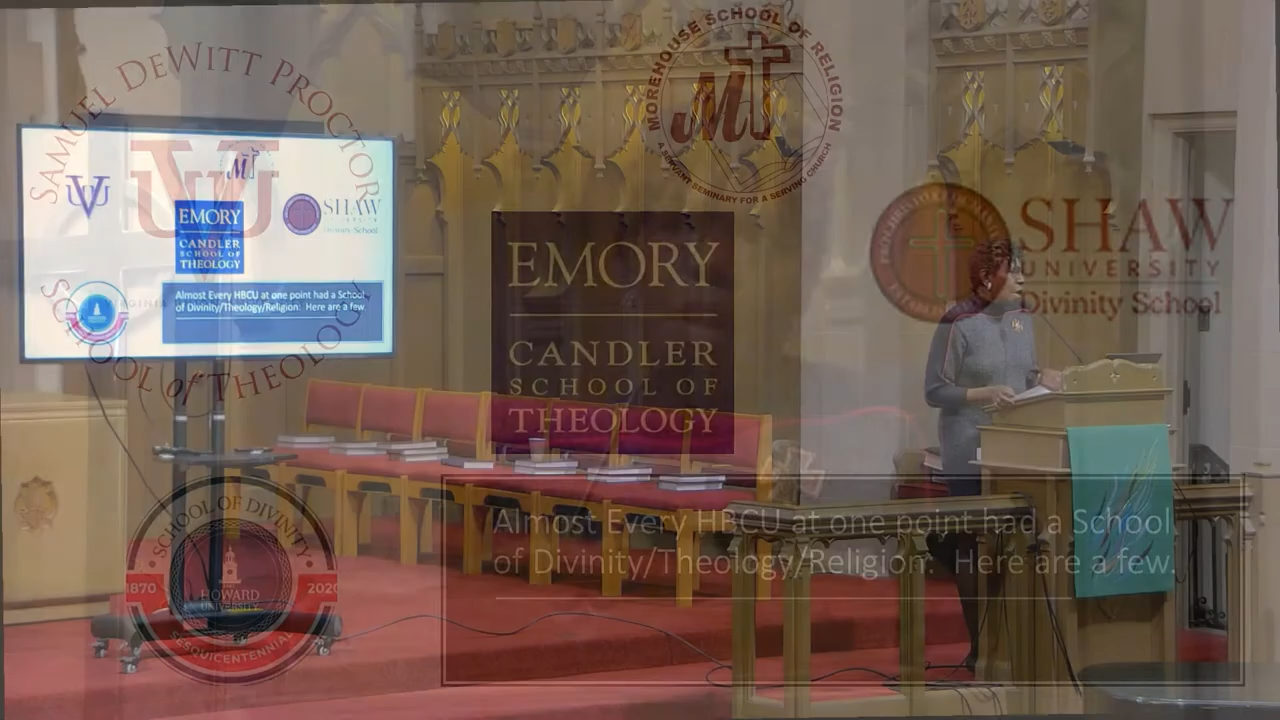 SAMUEL DEWITT PROCTOR
VU
SCHOOL of THEOLOGY
MOREHOUSE SCHOOL OF RELIGION
A SERVANT SEMINARY FOR A SERVING CHURCH
EMORY
CANDLER
SCHOOL OF
THEOLOGY
SHAW
UNIVERSITY
Divinity School
VU
EMORY
CANDLER
SCHOOL OF
THEOLOGY
SHAW
Divinity School
Almost Every HBCU at one point had a School
of Divinity/Theology/Religion: Here are a few.
SCHOOL OF DIVINITY
1870 2020
HOWARD
UNIVERSITY
SESQUICENTENNIAL
Almost Every HBCU at one point had a School
of Divinity/Theology/Religion: Here are a few.